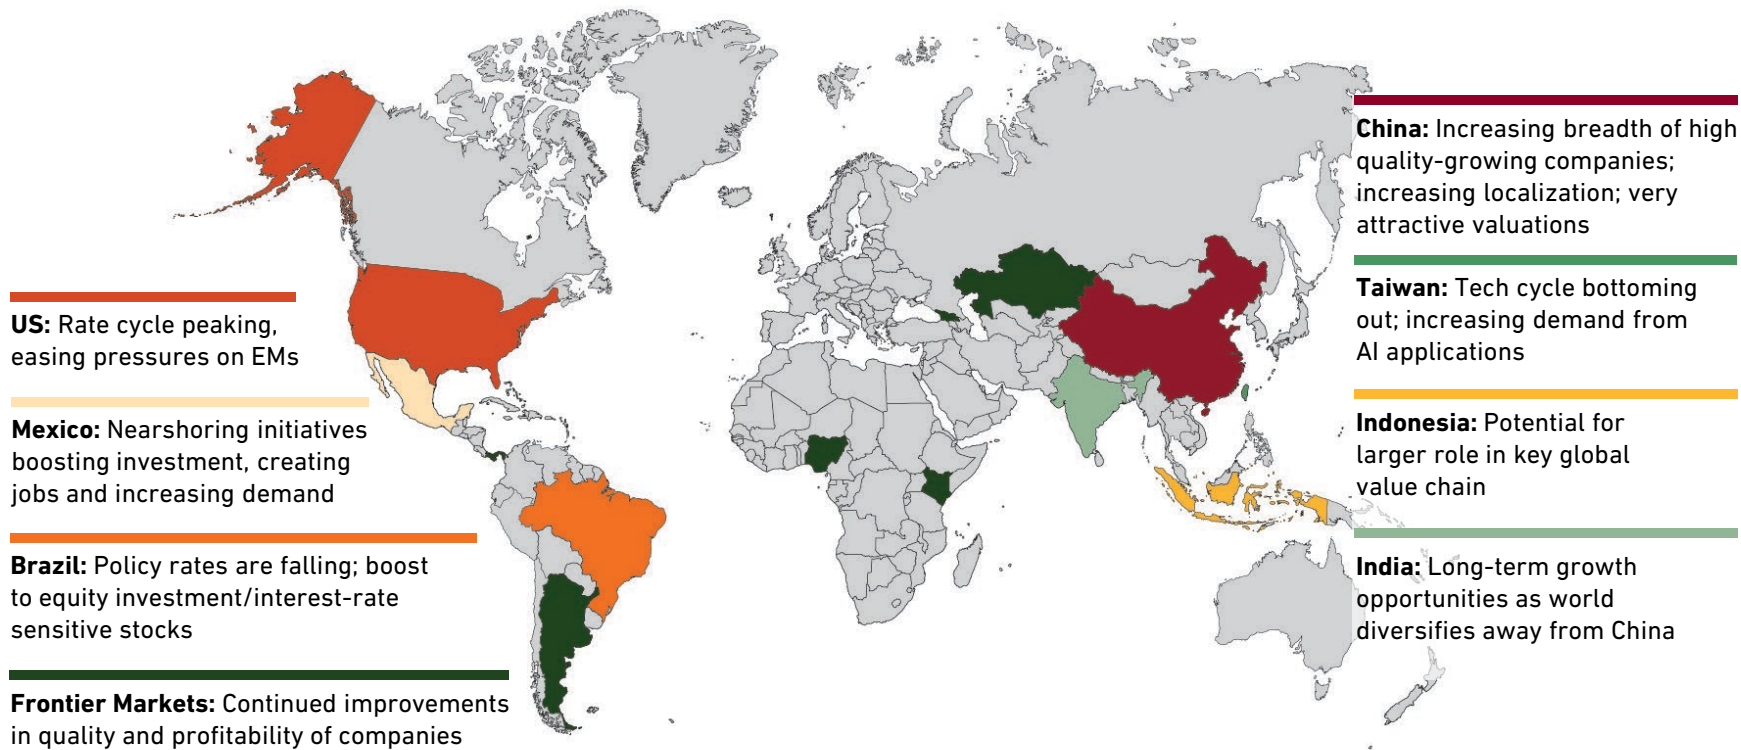 US: Rate cycle peaking,
easing pressures on EMs
Mexico: Nearshoring initiatives
boosting investment, creating
jobs and increasing demand
Brazil: Policy rates are falling; boost
to equity investment/interest-rate
sensitive stocks
Frontier Markets: Continued improvements
in quality and profitability of companies
China: Increasing breadth of high
quality-growing companies;
increasing localization; very
attractive valuations
Taiwan: Tech cycle bottoming
out; increasing demand from
AI applications
Indonesia: Potential for
larger role in key global
value chain
India: Long-term growth
opportunities as world
diversifies away from China